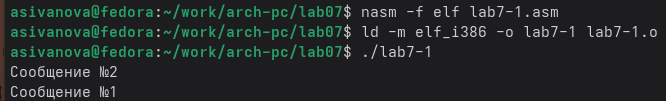 asivanova@fedora:~/work/arch-pc/lab07$ nasm -f elf lab7-1.asm
asivanova@fedora:~/work/arch-pc/lab07$ ld -m elf_i386 -o lab7-1 lab7-1.o
asivanova@fedora:~/work/arch-pc/lab07$ ./lab7-1
Сообщение №2
Сообщение №1